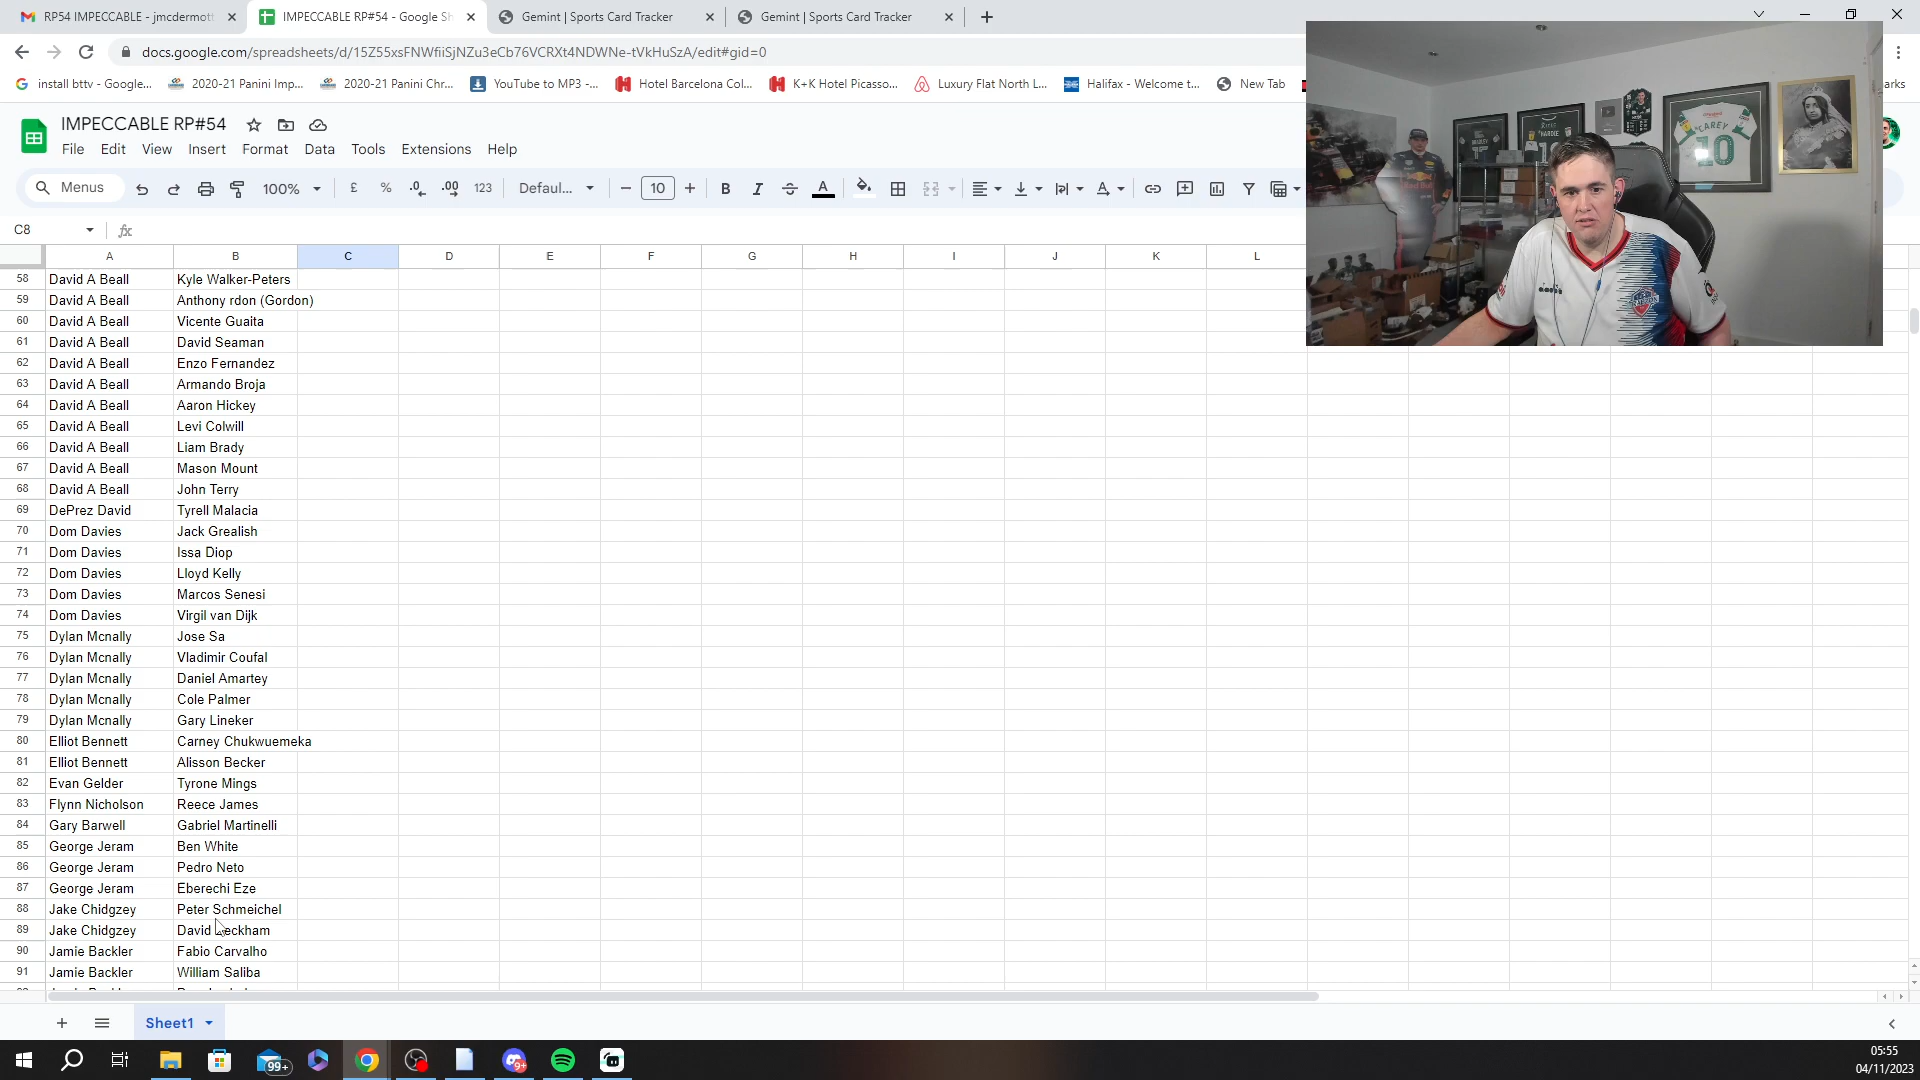 RP54 IMPECCABLE - jmcdermott
IMPECCABLE RP#54 - Google Sh
Gemint | Sports Card Tracker
Gemint | Sports Card Tracker
docs.google.com/spreadsheets/d/15Z55xsFNWfiiSjNZu3eCb76VCRXt4NDWNe-tVkHuSzA/edit#gid=0
install bttv - Google...
2020-21 Panini Imp...
2020-21 Panini Chr...
YouTube to MP3 -...
Hotel Barcelona Col...
K+K Hotel Picasso...
Luxury Flat North L...
Halifax - Welcome t...
New Tab
arks
IMPECCABLE RP#54
File Edit View Insert Format Data Tools Extensions Help
Menus 100% £ % .0 .00 123 Defaul... 10 B I A
C8 fx
A B C D E F G H I J K L
58 David A Beall Kyle Walker-Peters
59 David A Beall Anthony rdon (Gordon)
60 David A Beall Vicente Guaita
61 David A Beall David Seaman
62 David A Beall Enzo Fernandez
63 David A Beall Armando Broja
64 David A Beall Aaron Hickey
65 David A Beall Levi Colwill
66 David A Beall Liam Brady
67 David A Beall Mason Mount
68 David A Beall John Terry
69 DePrez David Tyrell Malacia
70 Dom Davies Jack Grealish
71 Dom Davies Issa Diop
72 Dom Davies Lloyd Kelly
73 Dom Davies Marcos Senesi
74 Dom Davies Virgil van Dijk
75 Dylan Mcnally Jose Sa
76 Dylan Mcnally Vladimir Coufal
77 Dylan Mcnally Daniel Amartey
78 Dylan Mcnally Cole Palmer
79 Dylan Mcnally Gary Lineker
80 Elliot Bennett Carney Chukwuemeka
81 Elliot Bennett Alisson Becker
82 Evan Gelder Tyrone Mings
83 Flynn Nicholson Reece James
84 Gary Barwell Gabriel Martinelli
85 George Jeram Ben White
86 George Jeram Pedro Neto
87 George Jeram Eberechi Eze
88 Jake Chidgzey Peter Schmeichel
89 Jake Chidgzey David Beckham
90 Jamie Backler Fabio Carvalho
91 Jamie Backler William Saliba
Sheet1
99+
9+
05:55
04/11/2023
CAREY
10